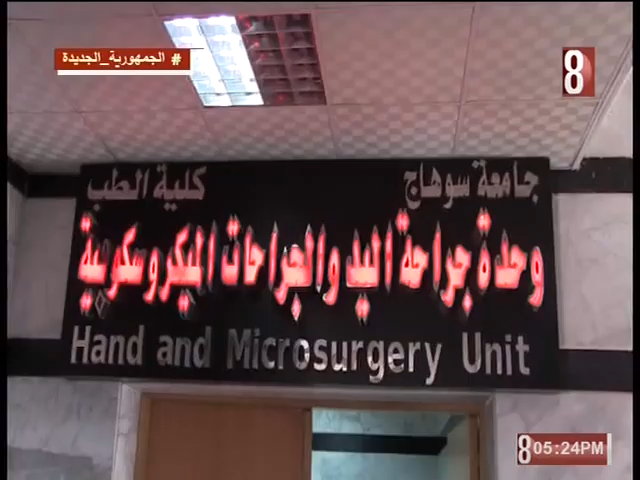 #الجمهورية_الجديدة
8
جامعة سوهاج كلية الطب
وحدة جراحة اليد والجراحات الميكروسكوبية
Hand and Microsurgery Unit
8 05:24PM